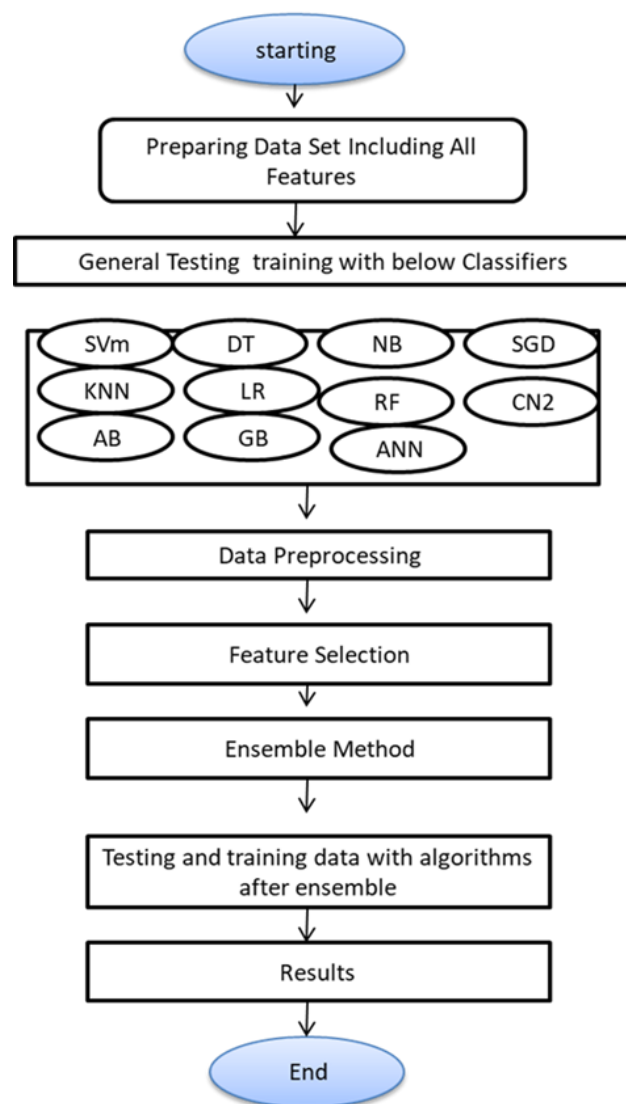 starting
Preparing Data Set Including All
Features
General Testing training with below Classifiers
SVm DT NB SGD
KNN LR RF CN2
AB GB ANN
Data Preprocessing
Feature Selection
Ensemble Method
Testing and training data with algorithms
after ensemble
Results
End